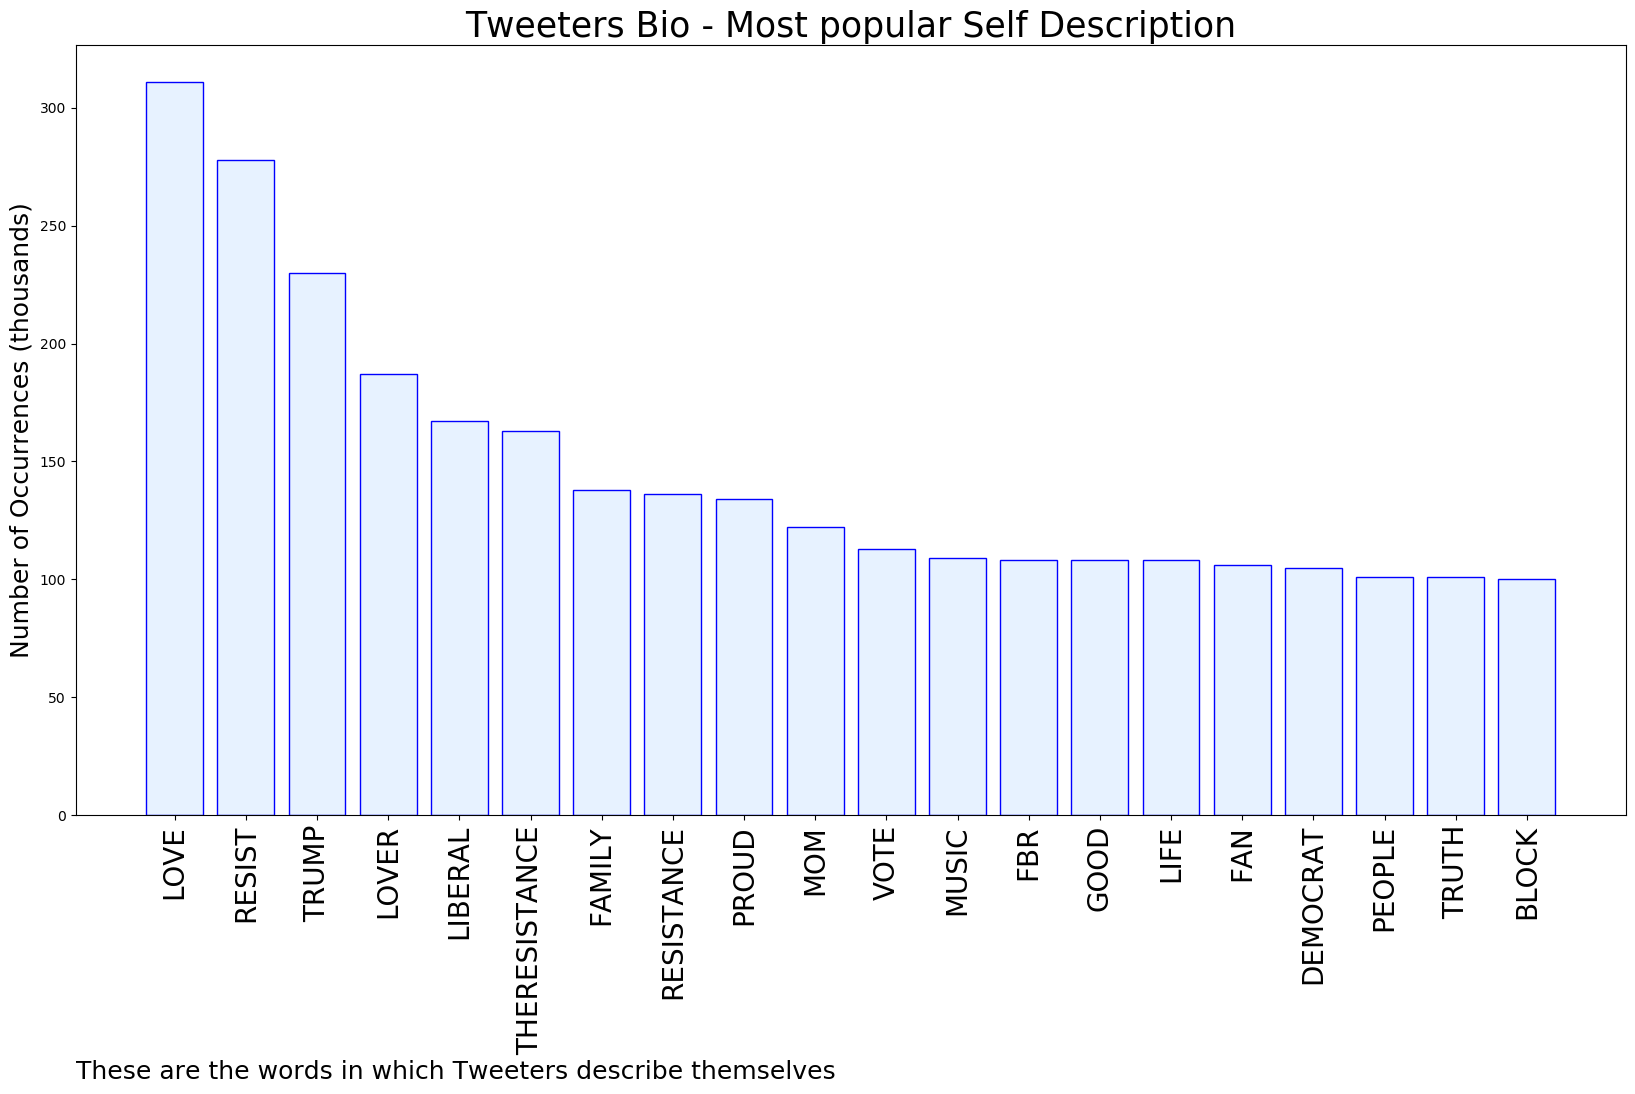 Tweeters Bio - Most popular Self Description
Number of Occurrences (thousands)
300
250
200
150
100
50
0
LOVE
RESIST
TRUMP
LOVER
LIBERAL
THERESISTANCE
FAMILY
RESISTANCE
PROUD
MOM
VOTE
MUSIC
FBR
GOOD
LIFE
FAN
DEMOCRAT
PEOPLE
TRUTH
BLOCK
These are the words in which Tweeters describe themselves